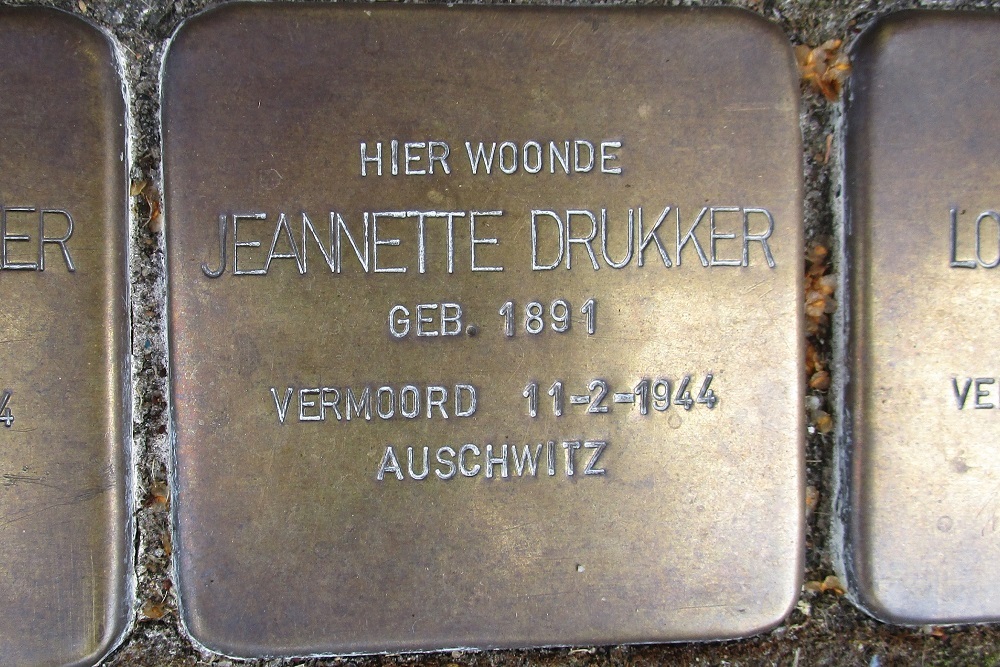 HIER WOONDE
JEANNETTE DRUKKER
GEB. 1891
VERMOORD 11-2-1944
AUSCHWITZ